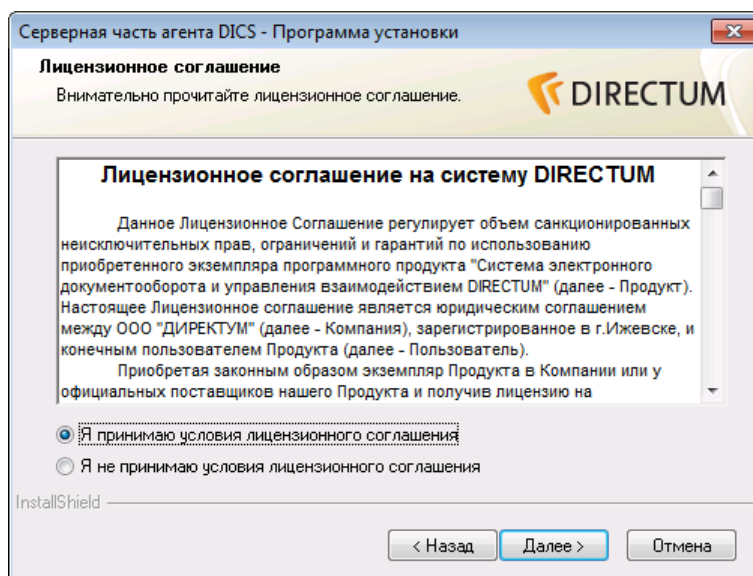 Серверная часть агента DICS - Программа установки
Лицензионное соглашение
Внимательно прочитайте лицензионное соглашение.
DIRECTUM
Лицензионное соглашение на систему DIRECTUM
Данное Лицензионное Соглашение регулирует объем санкционированных
неисключительных прав, ограничений и гарантий по использованию
приобретенного экземпляра программного продукта "Система электронного
документооборота и управления взаимодействием DIRECTUM" (далее - Продукт).
Настоящее Лицензионное соглашение является юридическим соглашением
между ООО "ДИРЕКТУМ" (далее - Компания), зарегистрированное в г.Ижевске, и
конечным пользователем Продукта (далее - Пользователь).
Приобретая законным образом экземпляр Продукта в Компании или у
официальных поставщиков нашего Продукта и получив лицензию на
Я принимаю условия лицензионного соглашения
Я не принимаю условия лицензионного соглашения
InstallShield
< Назад
Далее >
Отмена